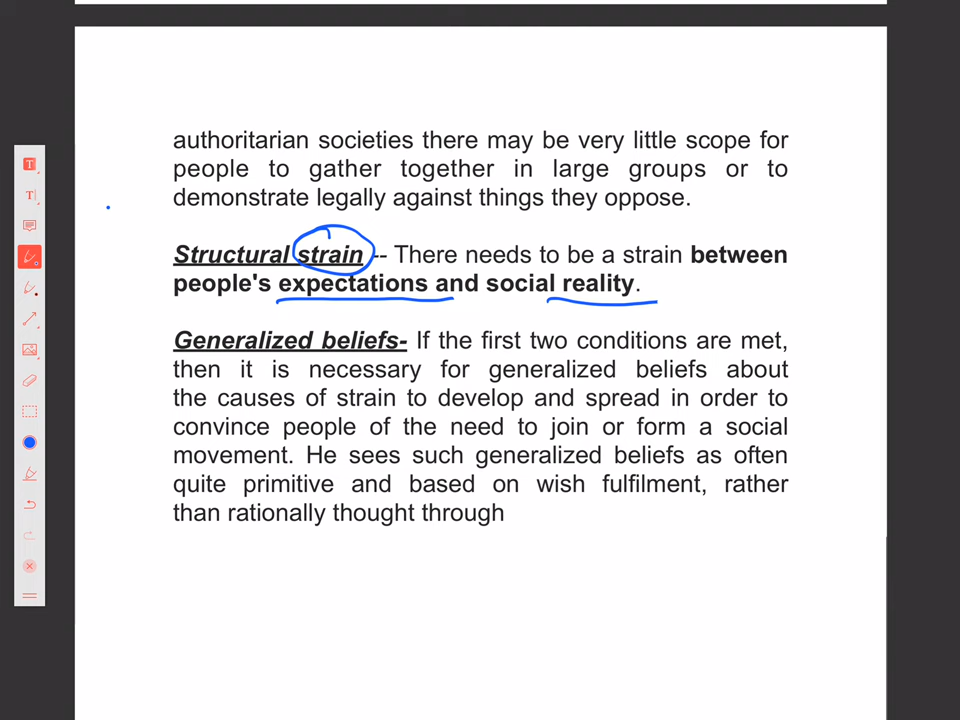 authoritarian societies there may be very little scope for
people to gather together in large groups or to
demonstrate legally against things they oppose.
Structural strain -- There needs to be a strain between
people's expectations and social reality.
Generalized beliefs- If the first two conditions are met,
then it is necessary for generalized beliefs about
the causes of strain to develop and spread in order to
convince people of the need to join or form a social
movement. He sees such generalized beliefs as often
quite primitive and based on wish fulfilment, rather
than rationally thought through